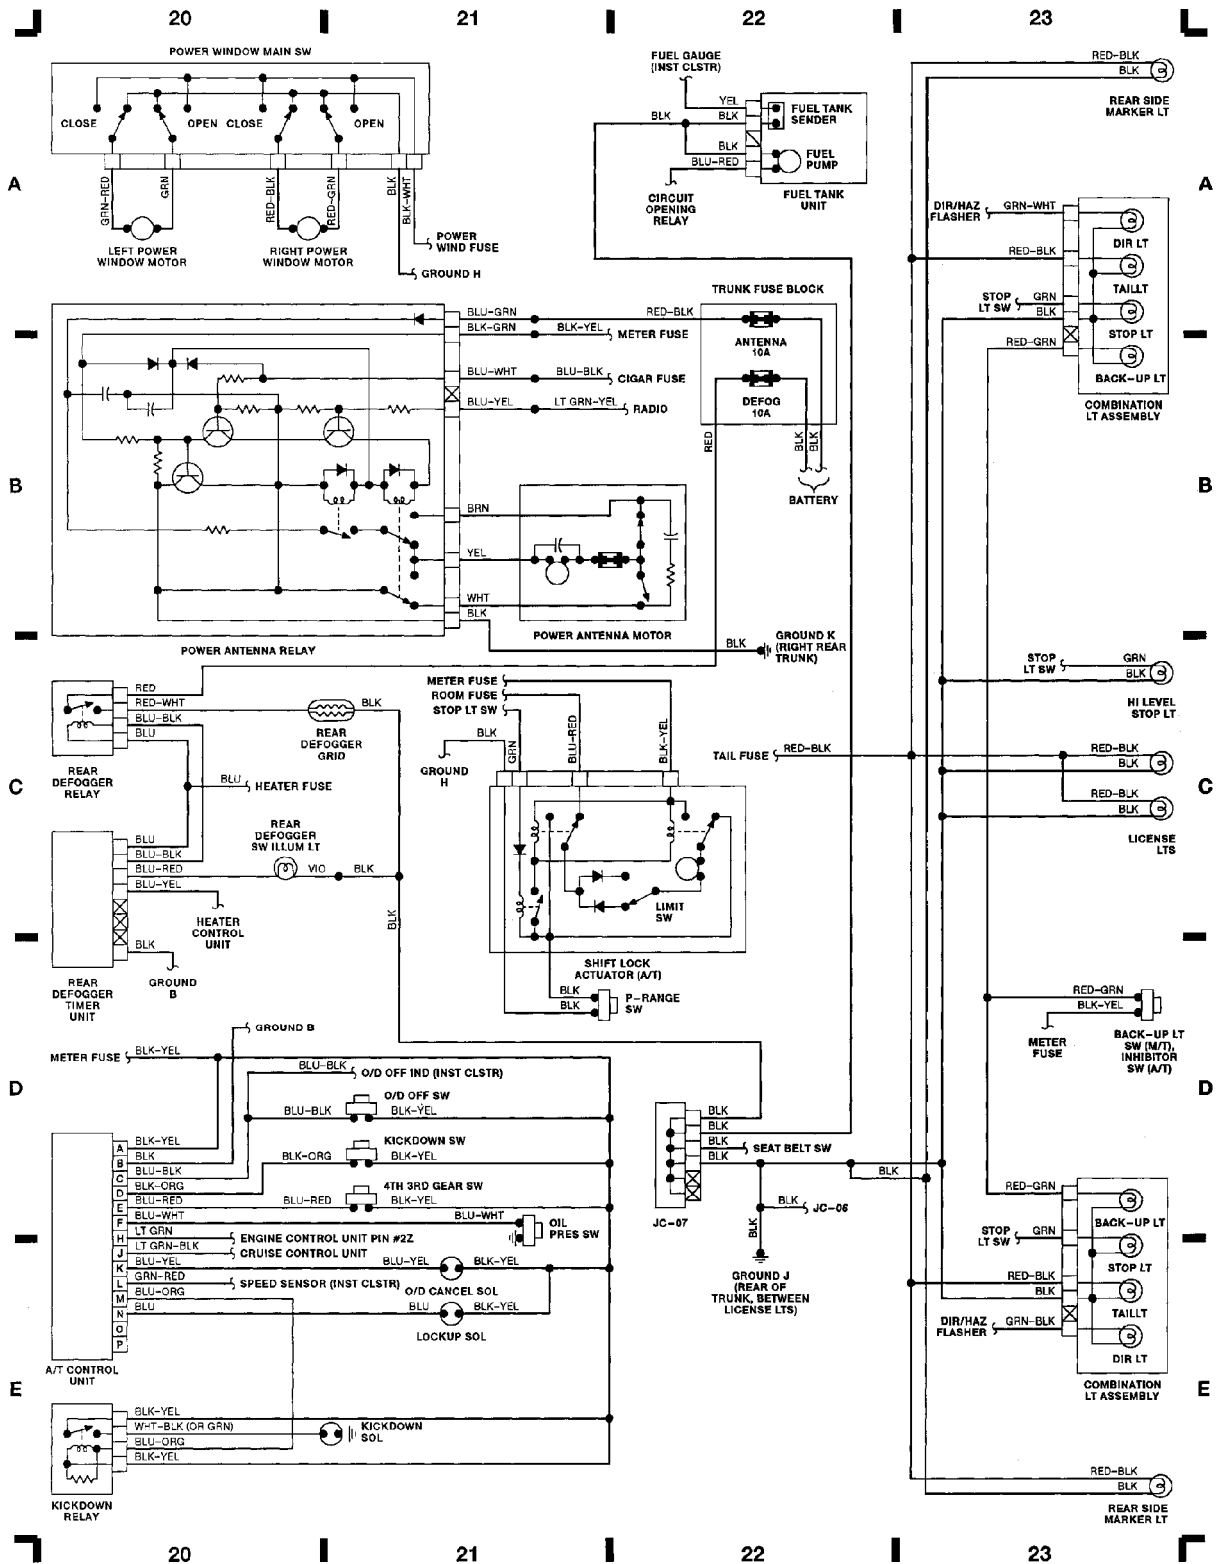 20 21 22 23
POWER WINDOW MAIN SW
CLOSE
OPEN
CLOSE
OPEN
GRN-RED
GRN
RED-BLK
RED-GRN
BLK
BLK-WHT
LEFT POWER
WINDOW MOTOR
RIGHT POWER
WINDOW MOTOR
POWER
WIND FUSE
GROUND H
FUEL GAUGE
(INST CLSTR)
YEL
BLK
BLK
BLK
BLU-RED
FUEL TANK
SENDER
FUEL
PUMP
CIRCUIT
OPENING
RELAY
FUEL TANK
UNIT
RED-BLK
BLK
REAR SIDE
MARKER LT
A
A
DIR/HAZ
FLASHER
GRN-WHT
DIR LT
RED-BLK
TAILLT
STOP
LT SW
GRN
BLK
STOP LT
RED-GRN
BACK-UP LT
COMBINATION
LT ASSEMBLY
BLU-GRN
RED-BLK
BLK-GRN
BLK-YEL
METER FUSE
BLU-WHT
BLU-BLK
CIGAR FUSE
BLU-YEL
LT GRN-YEL
RADIO
TRUNK FUSE BLOCK
ANTENNA
10A
DEFOG
10A
RED
BLK
BLK
BATTERY
B
B
BRN
YEL
WHT
BLK
POWER ANTENNA RELAY
POWER ANTENNA MOTOR
BLK
GROUND K
(RIGHT REAR
TRUNK)
RED
RED-WHT
BLU-BLK
BLU
REAR
DEFOGGER
RELAY
BLK
REAR
DEFOGGER
GRID
BLU
HEATER FUSE
METER FUSE
ROOM FUSE
STOP LT SW
BLK
GROUND
H
GRN
BLU-RED
BLK-YEL
TAIL FUSE
RED-BLK
STOP
LT SW
GRN
BLK
HI LEVEL
STOP LT
RED-BLK
BLK
RED-BLK
BLK
LICENSE
LTS
C
C
BLU
BLU-BLK
BLU-RED
BLU-YEL
REAR
DEFOGGER
SW ILLUM LT
VIO
BLK
BLK
HEATER
CONTROL
UNIT
BLK
GROUND
B
REAR
DEFOGGER
TIMER
UNIT
LIMIT
SW
SHIFT LOCK
ACTUATOR (A/T)
BLK
BLK
P-RANGE
SW
RED-GRN
BLK-YEL
METER
FUSE
BACK-UP LT
SW (M/T),
INHIBITOR
SW (A/T)
GROUND B
METER FUSE
BLK-YEL
BLU-BLK
O/D OFF IND (INST CLSTR)
D
D
O/D OFF SW
BLU-BLK
BLK-YEL
KICKDOWN SW
BLK-ORG
BLK-YEL
4TH 3RD GEAR SW
BLU-RED
BLK-YEL
A BLK-YEL
B BLK
C BLU-BLK
D BLK-ORG
E BLU-RED
F BLU-WHT
H LT GRN
J LT GRN-BLK
K BLU-YEL
L GRN-RED
M BLU-ORG
N BLU
O
P
BLU-WHT
OIL
PRES SW
ENGINE CONTROL UNIT PIN #2Z
CRUISE CONTROL UNIT
BLU-YEL
BLK-YEL
SPEED SENSOR (INST CLSTR)
O/D CANCEL SOL
BLU
BLK-YEL
LOCKUP SOL
A/T CONTROL
UNIT
BLK
BLK
BLK
SEAT BELT SW
BLK
BLK
JC-07
BLK
JC-06
BLK
GROUND J
(REAR OF
TRUNK, BETWEEN
LICENSE LTS)
RED-GRN
BACK-UP LT
STOP
LT SW
GRN
STOP LT
RED-BLK
BLK
TAILLT
DIR/HAZ
FLASHER
GRN-BLK
DIR LT
COMBINATION
LT ASSEMBLY
E
E
BLK-YEL
WHT-BLK (OR GRN)
BLU-ORG
BLK-YEL
KICKDOWN
SOL
KICKDOWN
RELAY
RED-BLK
BLK
REAR SIDE
MARKER LT
20 21 22 23